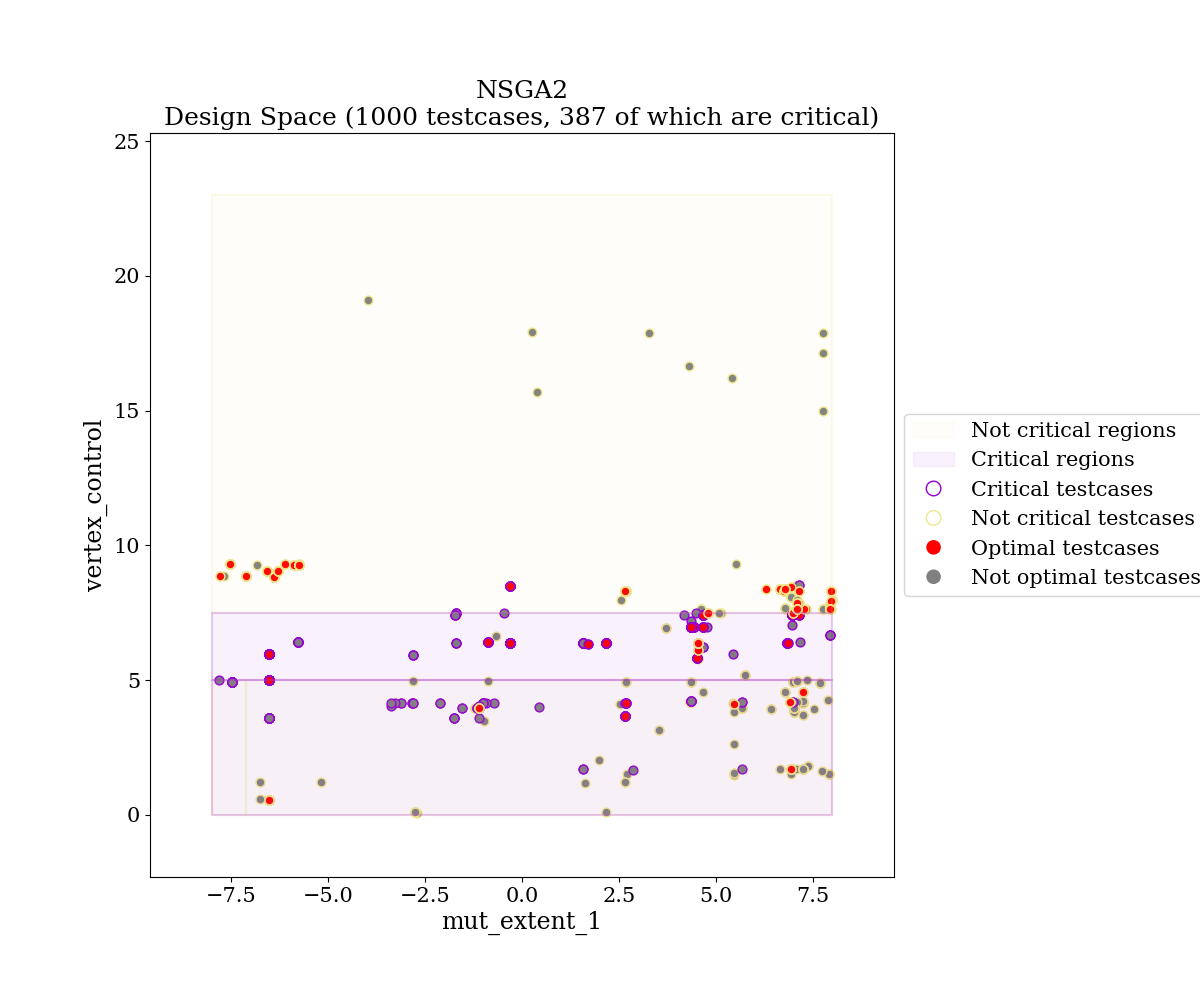 NSGA2
Design Space (1000 testcases, 387 of which are critical)
25
20
15
10
5
0
vertex_control
−7.5
−5.0
−2.5
0.0
2.5
5.0
7.5
mut_extent_1
Not critical regions
Critical regions
Critical testcases
Not critical testcases
Optimal testcases
Not optimal testcases